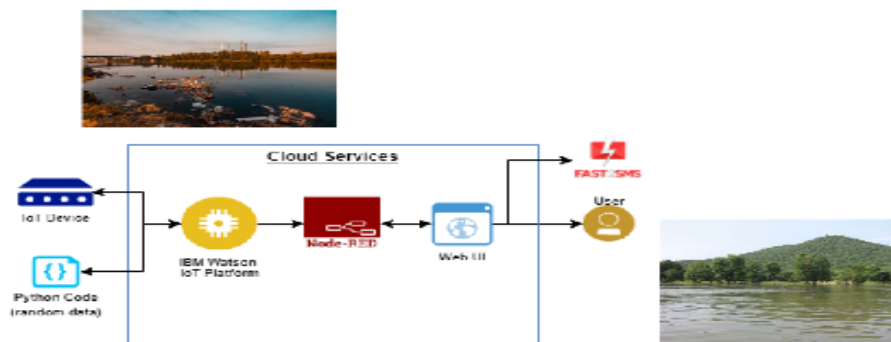 Cloud Services
FAST2SMS
User
IoT Device
Node-RED
Web UI
IBM Watson
IoT Platform
Python Code
(random data)